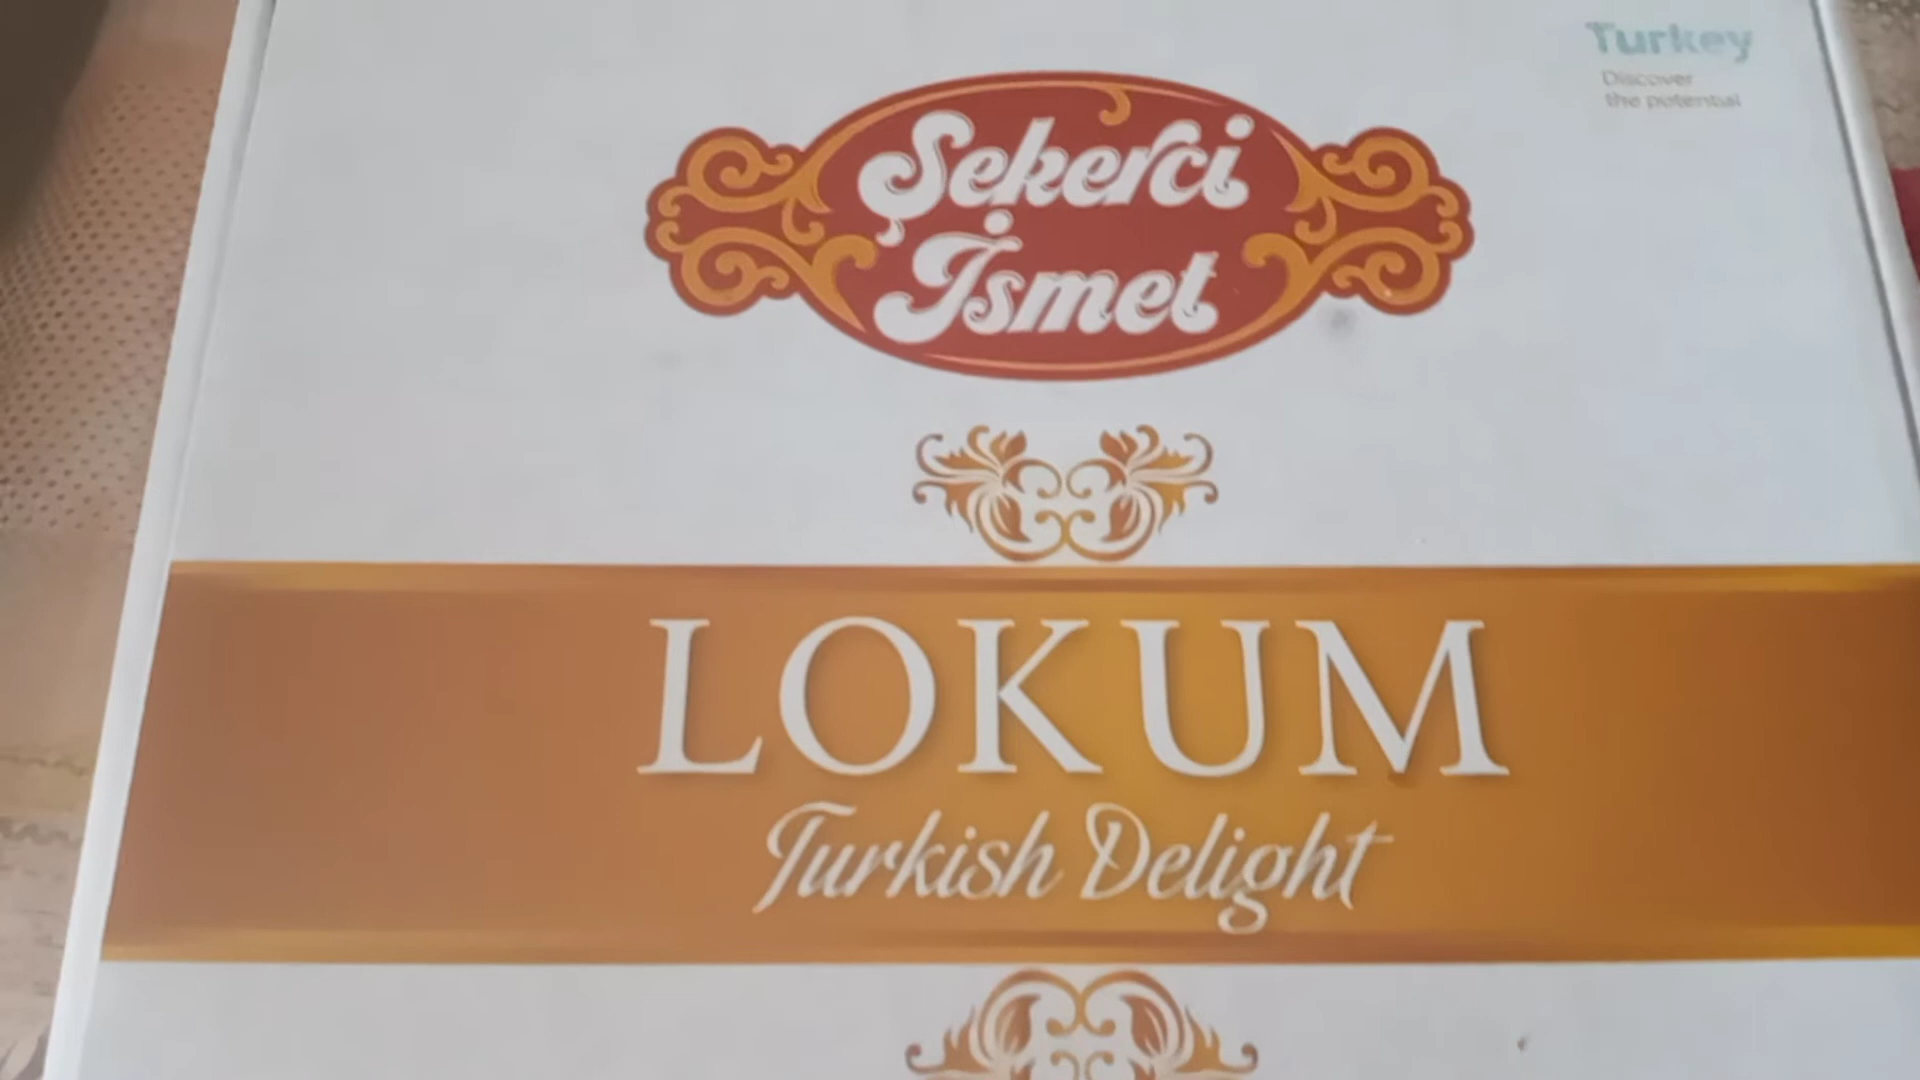 Turkey
Discover
the potential
Şekerci
İsmet
LOKUM
Turkish Delight